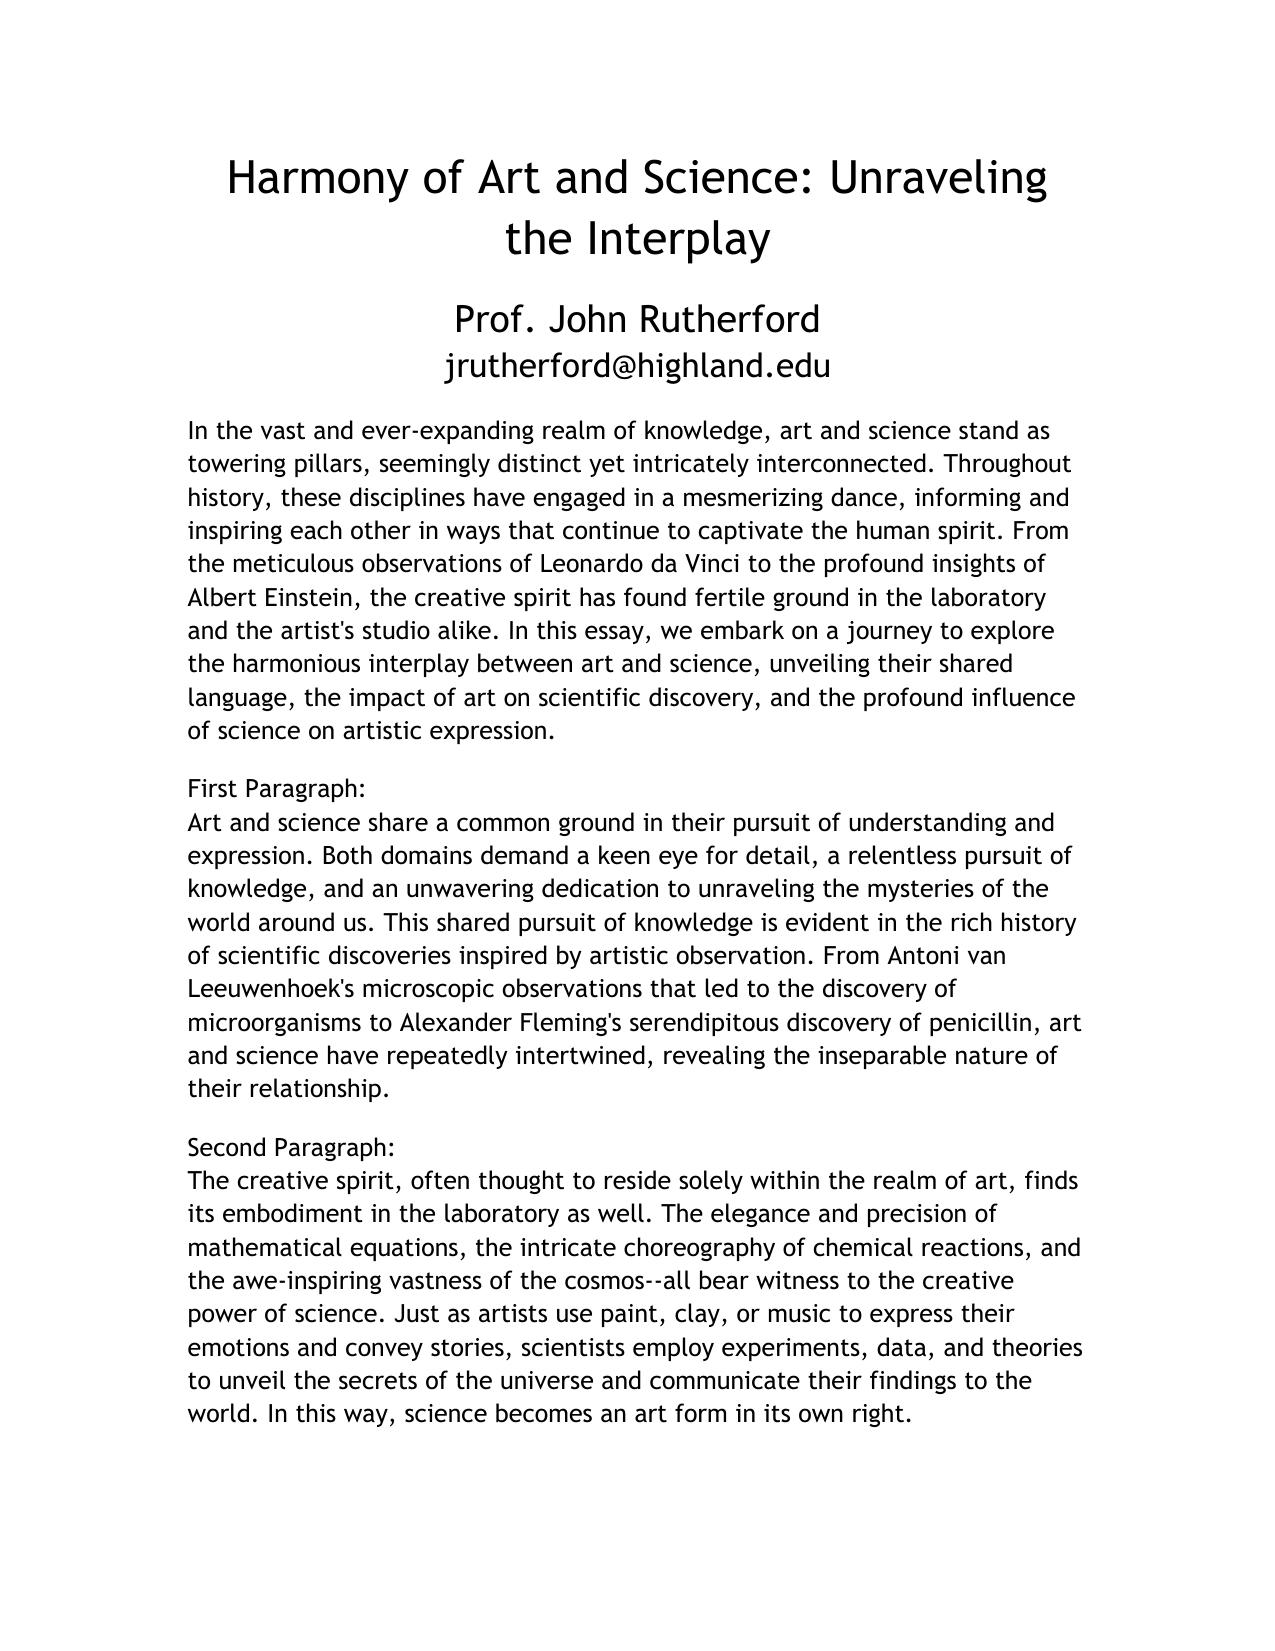 Harmony of Art and Science: Unraveling
the Interplay
Prof. John Rutherford
jrutherford@highland.edu
In the vast and ever-expanding realm of knowledge, art and science stand as
towering pillars, seemingly distinct yet intricately interconnected. Throughout
history, these disciplines have engaged in a mesmerizing dance, informing and
inspiring each other in ways that continue to captivate the human spirit. From
the meticulous observations of Leonardo da Vinci to the profound insights of
Albert Einstein, the creative spirit has found fertile ground in the laboratory
and the artist's studio alike. In this essay, we embark on a journey to explore
the harmonious interplay between art and science, unveiling their shared
language, the impact of art on scientific discovery, and the profound influence
of science on artistic expression.
First Paragraph:
Art and science share a common ground in their pursuit of understanding and
expression. Both domains demand a keen eye for detail, a relentless pursuit of
knowledge, and an unwavering dedication to unraveling the mysteries of the
world around us. This shared pursuit of knowledge is evident in the rich history
of scientific discoveries inspired by artistic observation. From Antoni van
Leeuwenhoek's microscopic observations that led to the discovery of
microorganisms to Alexander Fleming's serendipitous discovery of penicillin, art
and science have repeatedly intertwined, revealing the inseparable nature of
their relationship.
Second Paragraph:
The creative spirit, often thought to reside solely within the realm of art, finds
its embodiment in the laboratory as well. The elegance and precision of
mathematical equations, the intricate choreography of chemical reactions, and
the awe-inspiring vastness of the cosmos--all bear witness to the creative
power of science. Just as artists use paint, clay, or music to express their
emotions and convey stories, scientists employ experiments, data, and theories
to unveil the secrets of the universe and communicate their findings to the
world. In this way, science becomes an art form in its own right.